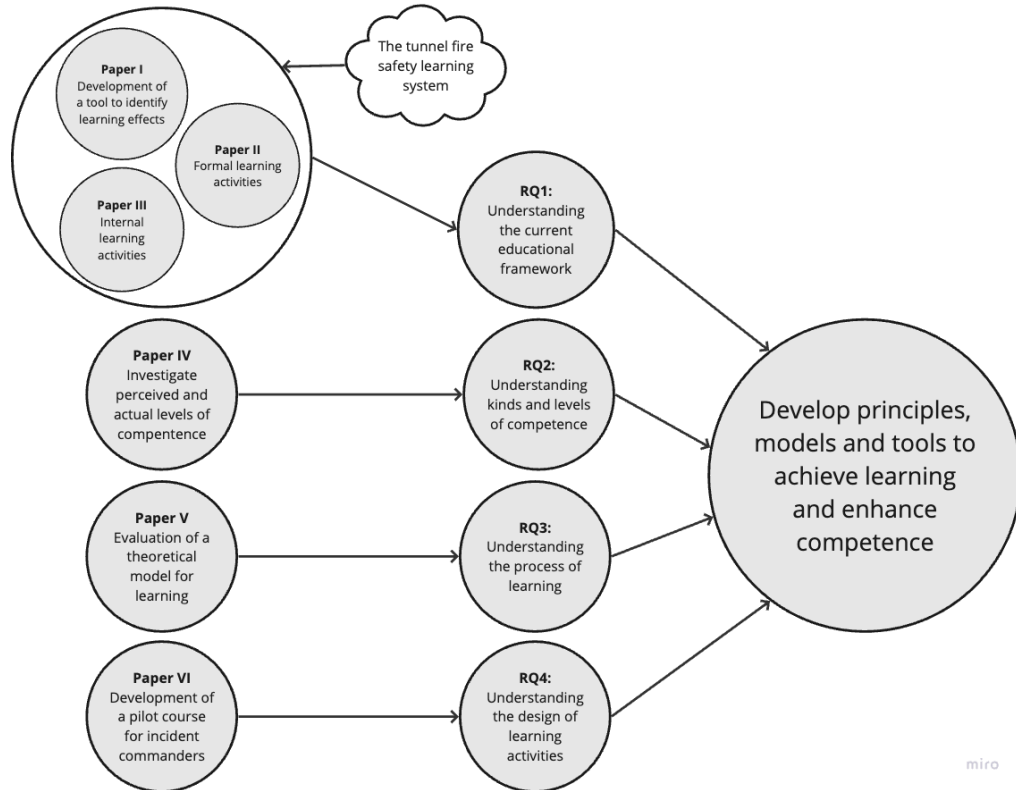 Paper I
Development of
a tool to identify
learning effects
Paper II
Formal learning
activities
Paper III
Internal
learning
activities
The tunnel fire
safety learning
system
RQ1:
Understanding
the current
educational
framework
Paper IV
Investigate
perceived and
actual levels of
compentence
RQ2:
Understanding
kinds and levels
of competence
Develop principles,
models and tools to
achieve learning
and enhance
competence
Paper V
Evaluation of a
theoretical
model for
learning
RQ3:
Understanding
the process of
learning
Paper VI
Development of
a pilot course
for incident
commanders
RQ4:
Understanding
the design of
learning
activities
miro